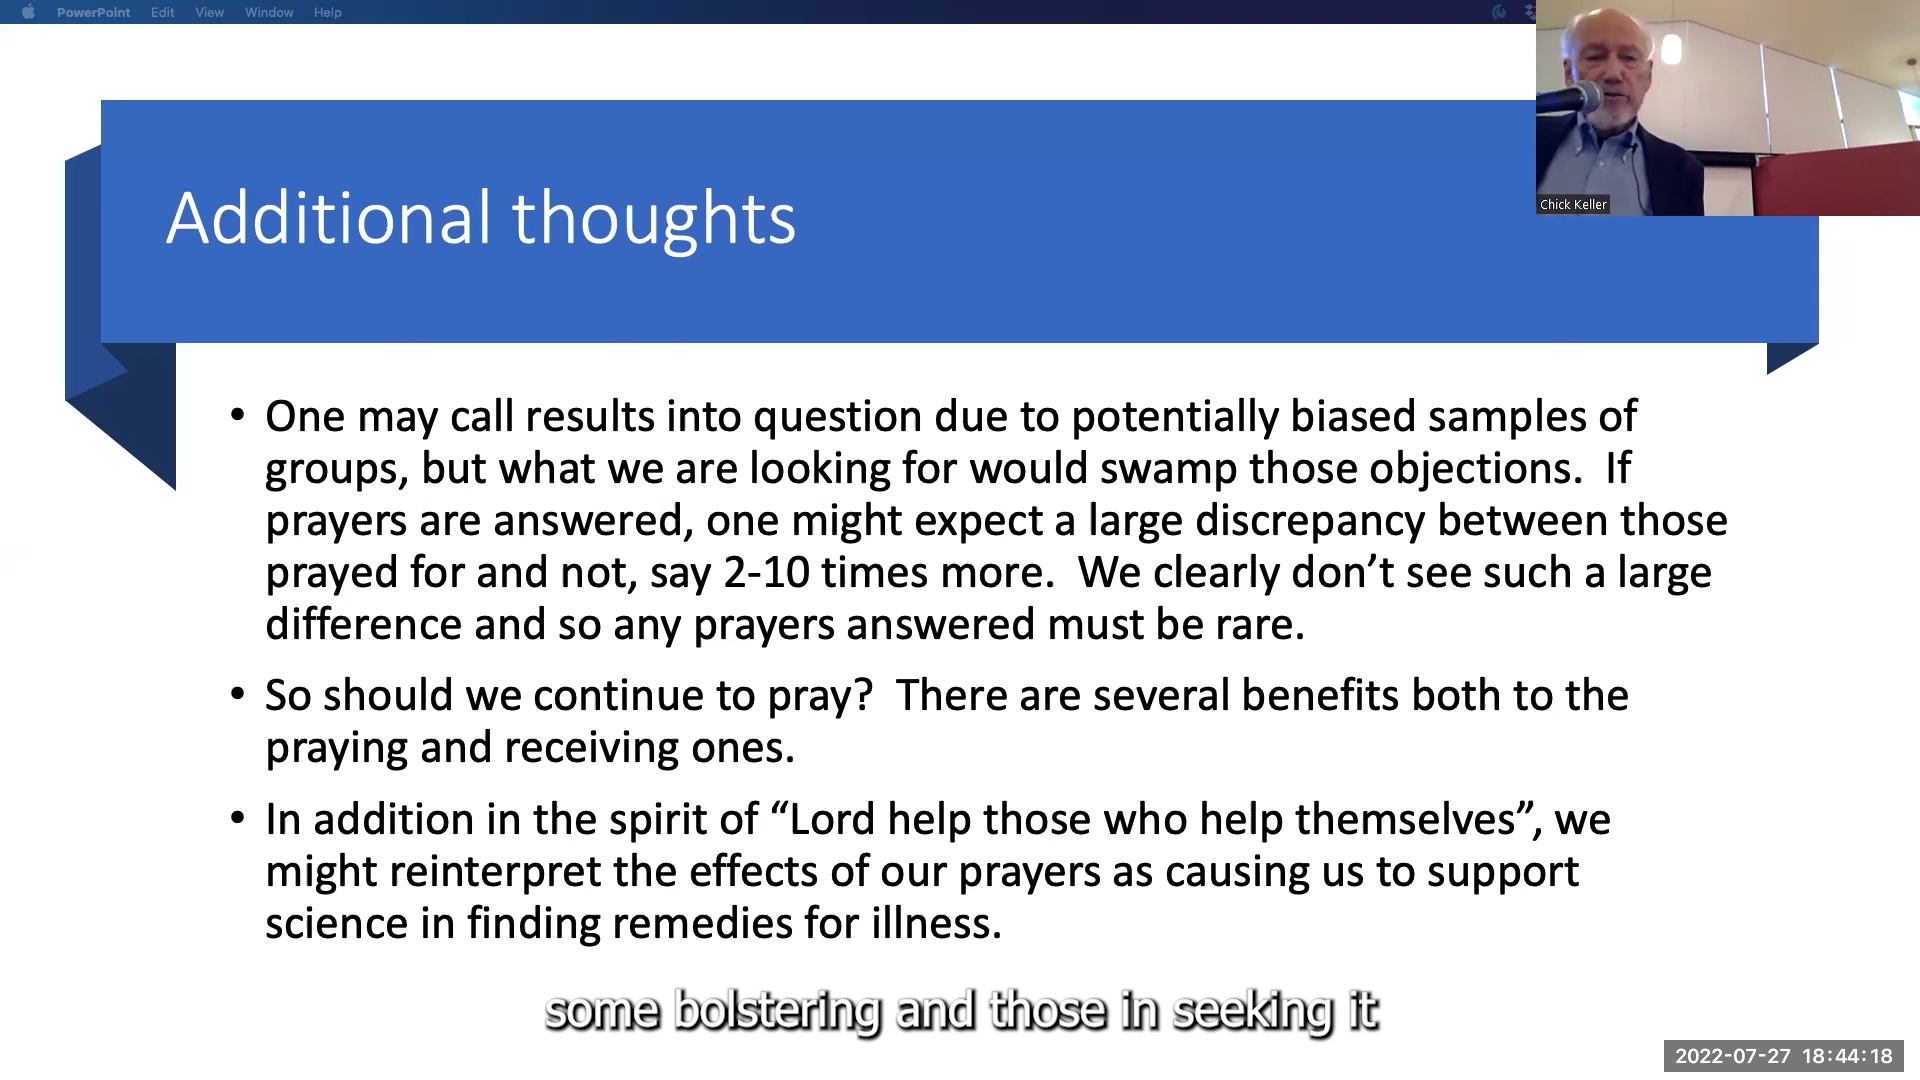 PowerPoint Edit View Window Help
Chick Keller
Additional thoughts
• One may call results into question due to potentially biased samples of
groups, but what we are looking for would swamp those objections.  If
prayers are answered, one might expect a large discrepancy between those
prayed for and not, say 2-10 times more.  We clearly don’t see such a large
difference and so any prayers answered must be rare.
• So should we continue to pray?  There are several benefits both to the
praying and receiving ones.
• In addition in the spirit of “Lord help those who help themselves”, we
might reinterpret the effects of our prayers as causing us to support
science in finding remedies for illness.
some bolstering and those in seeking it
2022-07-27 18:44:18